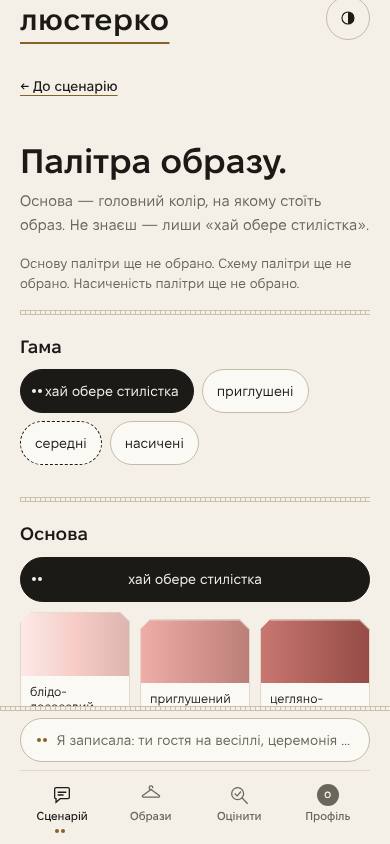 люстерко
← До сценарію
Палітра образу.
Основа — головний колір, на якому стоїть
образ. Не знаєш — лиши «хай обере стилістка».
Основу палітри ще не обрано. Схему палітри ще не
обрано. Насиченість палітри ще не обрано.
Гама
хай обере стилістка
приглушені
середні
насичені
Основа
хай обере стилістка
блідо-
приглушений
цегляно-
Я записала: ти гостя на весіллі, церемонія ...
Сценарій
Образи
Оцінити
О
Профіль